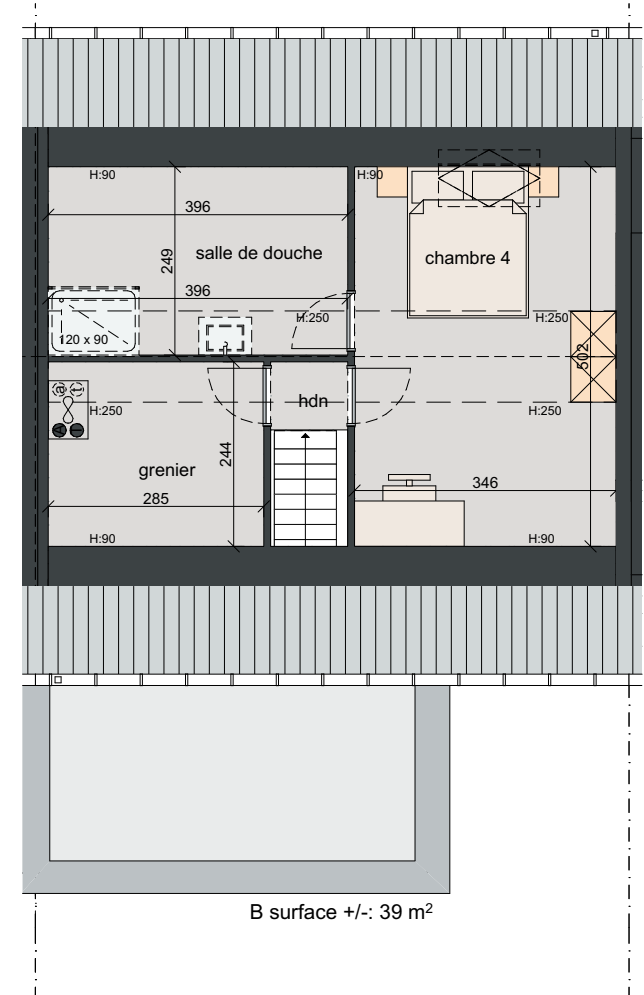 H:90
H:90
396
249
salle de douche
chambre 4
396
H:250
H:250
120 x 90
502
hdn
H:250
H:250
grenier
244
285
346
H:90
H:90
B surface +/-: 39 m²